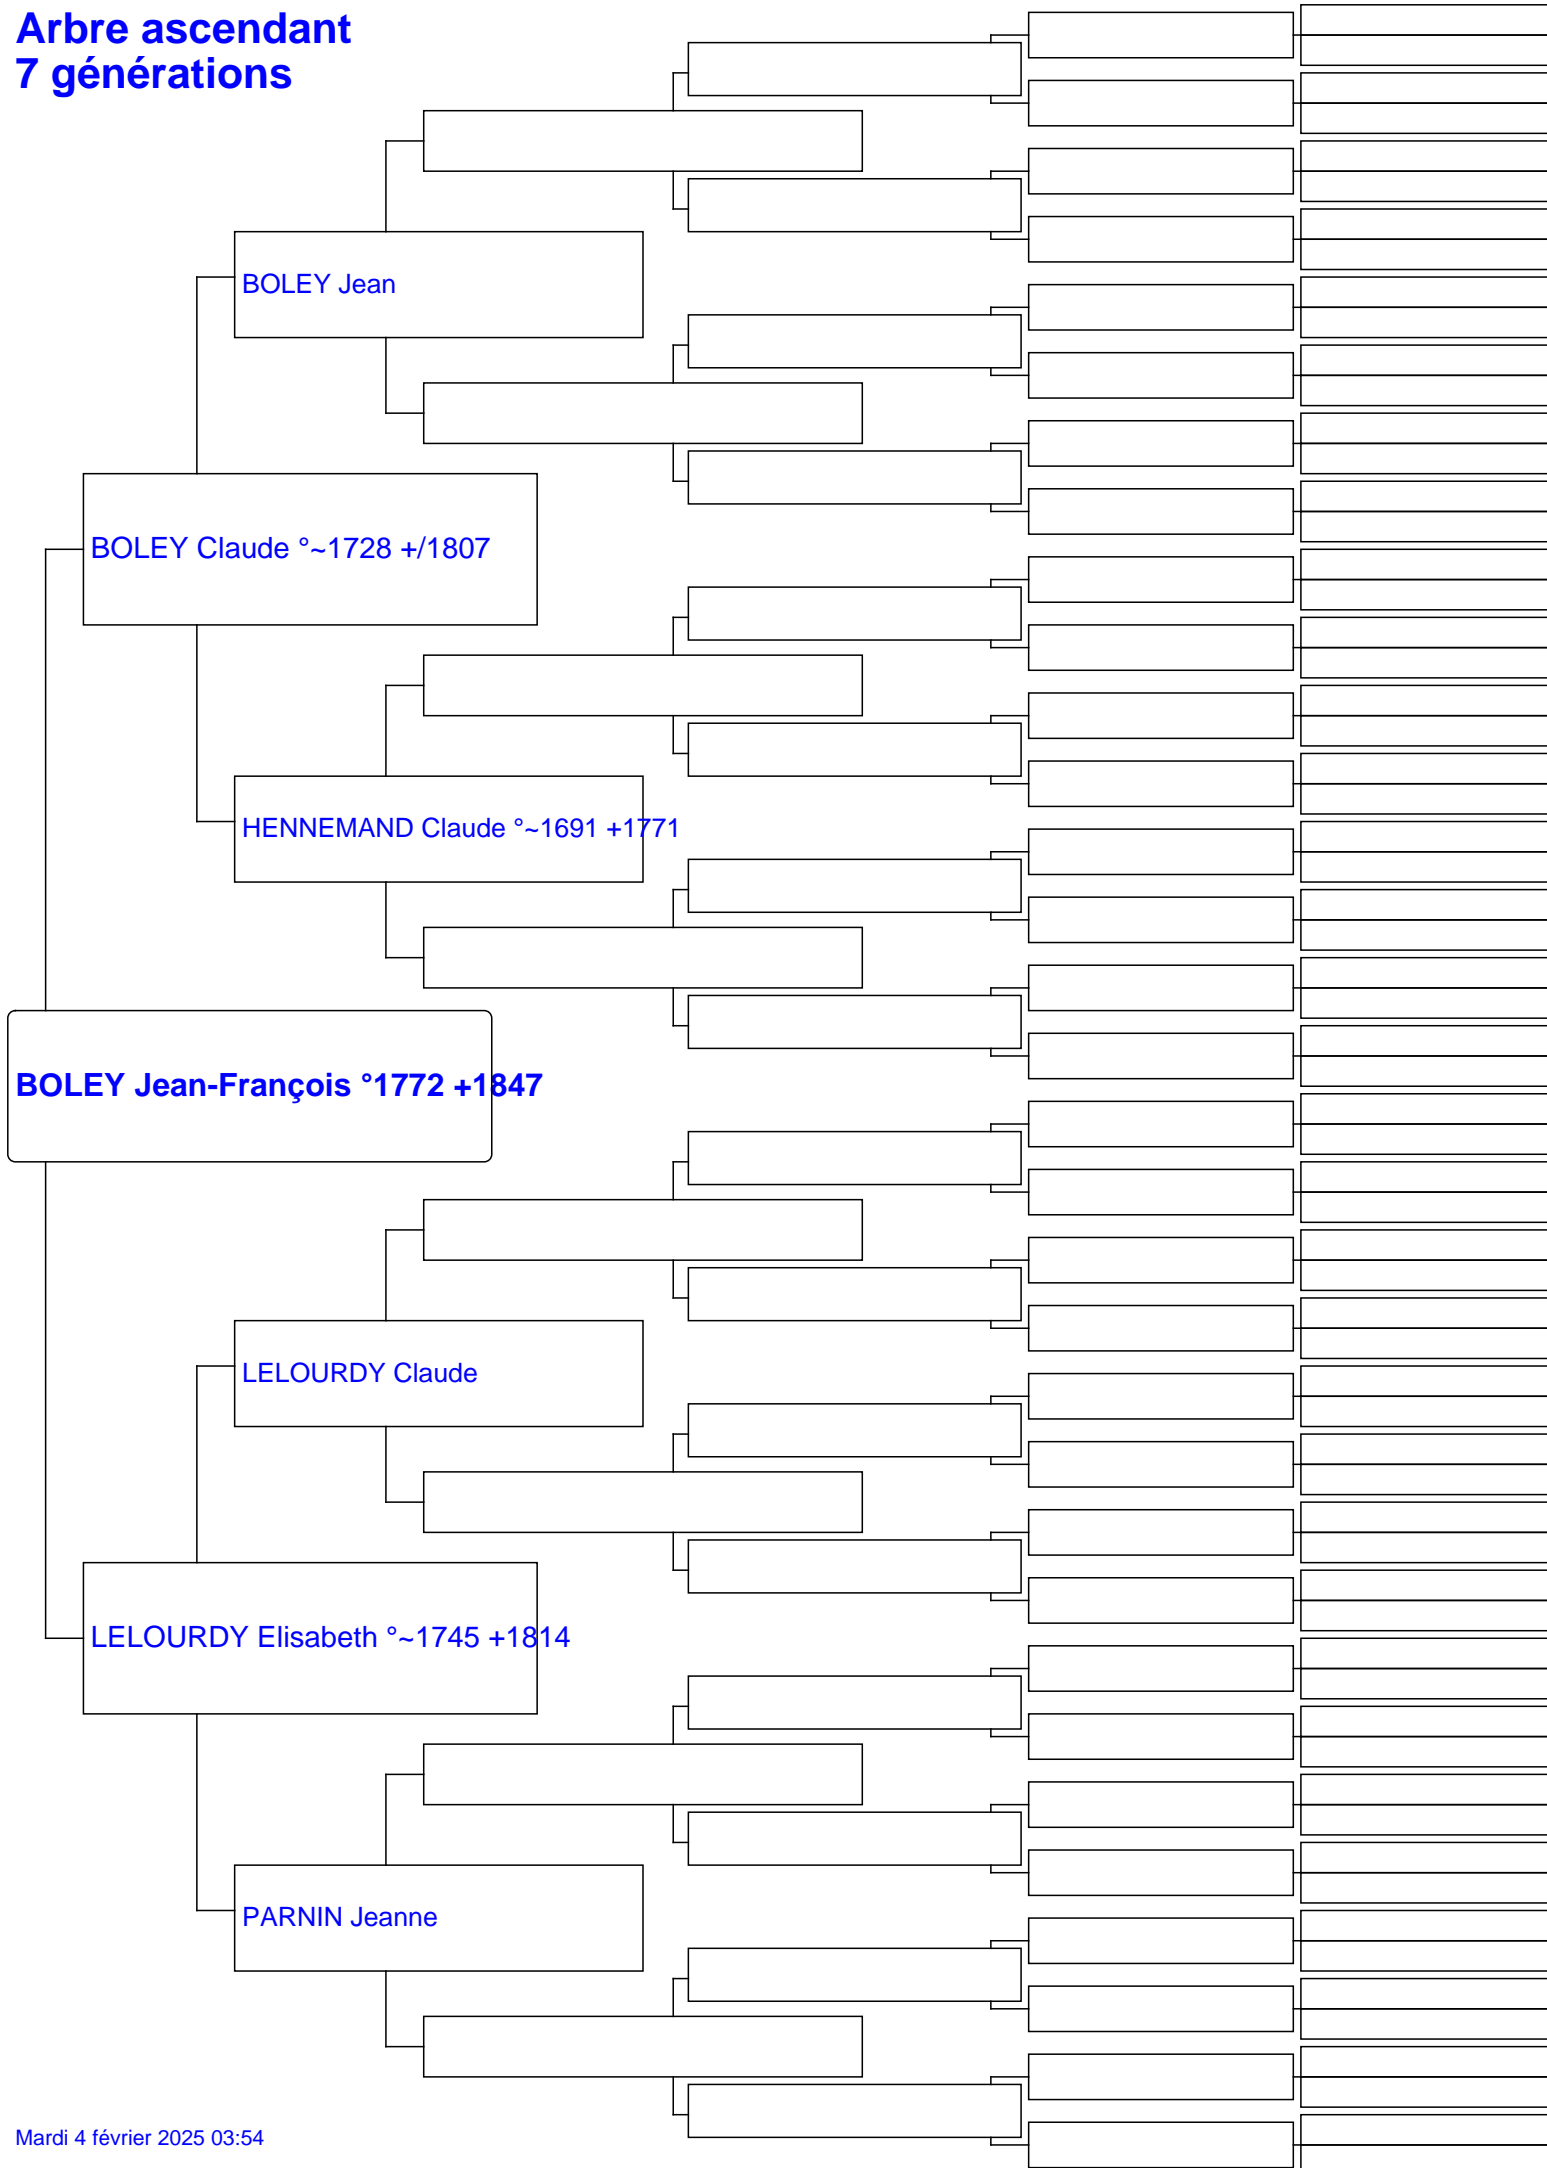 Arbre ascendant
7 générations
BOLEY Jean
BOLEY Claude °~1728 +/1807
HENNEMAND Claude °~1691 +1771
BOLEY Jean-François °1772 +1847
LELOURDY Claude
LELOURDY Elisabeth °~1745 +1814
PARNIN Jeanne
Mardi 4 février 2025 03:54